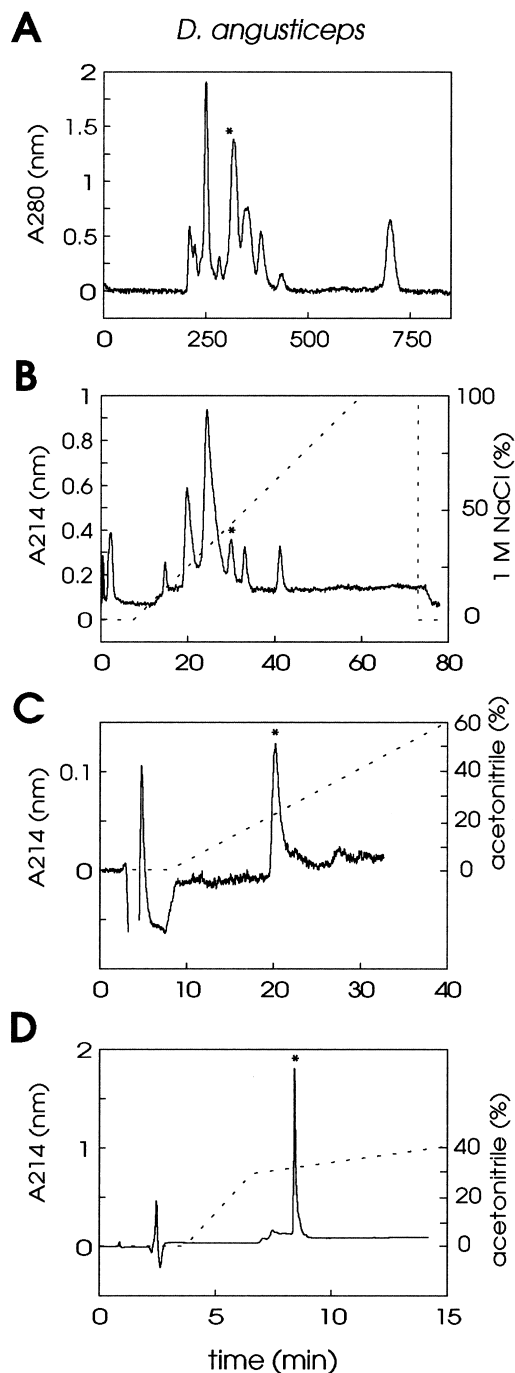 A D. angusticeps
2
1.5
1
0.5
0
A280 (nm)
*
0 250 500 750
B
1
0.8
0.6
0.4
0.2
0
A214 (nm)
*
100
50
0
1 M NaCl (%)
0 20 40 60 80
C
0.1
0
A214 (nm)
*
60
40
20
0
acetonitrile (%)
0 10 20 30 40
D
2
1
0
A214 (nm)
*
40
20
0
acetonitrile (%)
0 5 10 15
time (min)